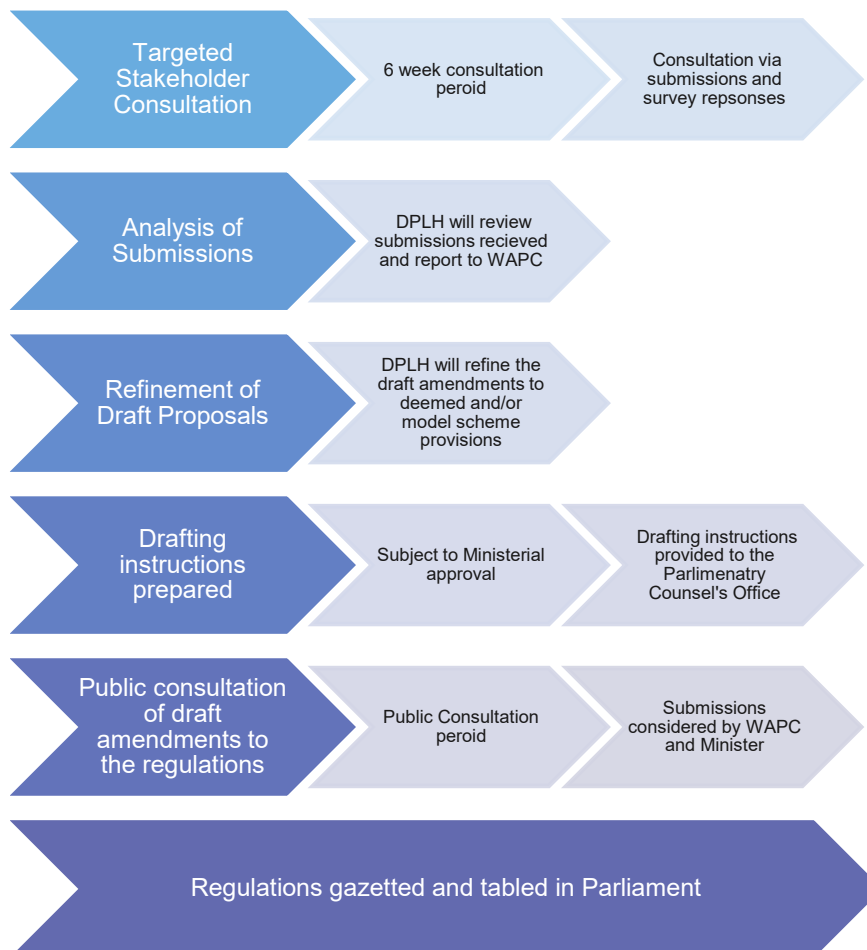 Targeted
Stakeholder
Consultation
6 week consultation
peroid
Consultation via
submissions and
survey repsonses
Analysis of
Submissions
DPLH will review
submissions recieved
and report to WAPC
Refinement of
Draft Proposals
DPLH will refine the
draft amendments to
deemed and/or
model scheme
provisions
Drafting
instructions
prepared
Subject to Ministerial
approval
Drafting instructions
provided to the
Parlimenatry
Counsel's Office
Public consultation
of draft
amendments to
the regulations
Public Consultation
peroid
Submissions
considered by WAPC
and Minister
Regulations gazetted and tabled in Parliament